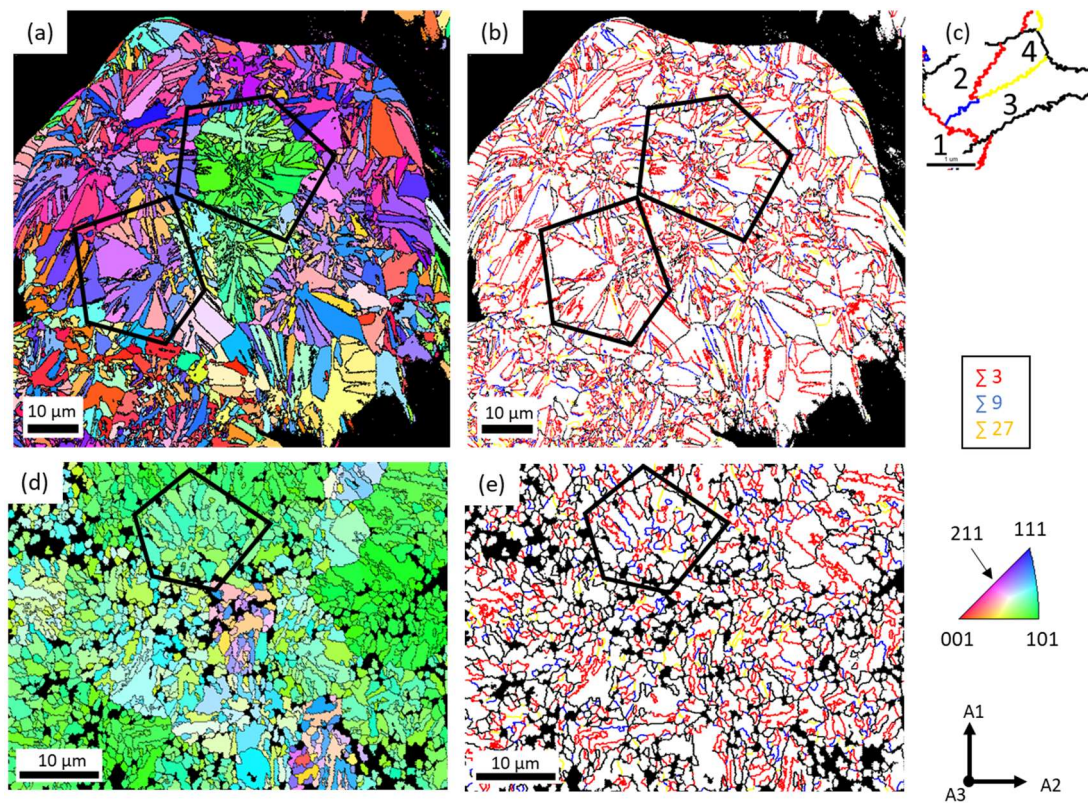 (a)
10 µm
(b)
10 µm
(c)
1
2
3
4
1 um
∑ 3
∑ 9
∑ 27
(d)
10 µm
(e)
10 µm
211
111
001
101
A1
A3
A2